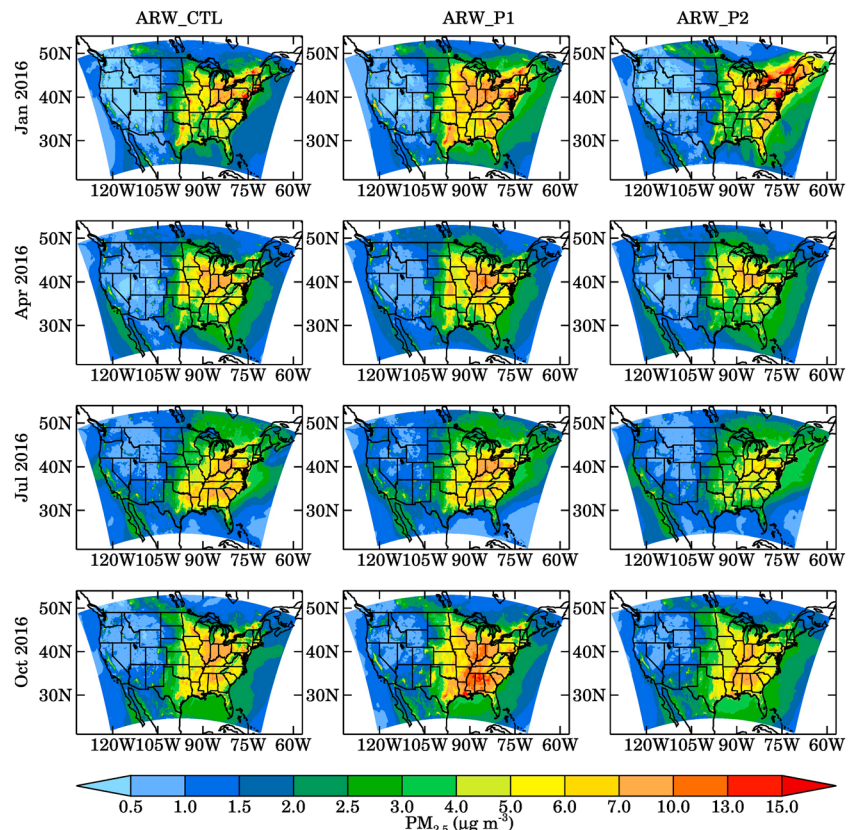 ARW_CTL ARW_P1 ARW_P2
Jan 2016
50N 50N 50N
40N 40N 40N
30N 30N 30N
120W105W 90W 75W 60W 120W105W 90W 75W 60W 120W105W 90W 75W 60W
Apr 2016
50N 50N 50N
40N 40N 40N
30N 30N 30N
120W105W 90W 75W 60W 120W105W 90W 75W 60W 120W105W 90W 75W 60W
Jul 2016
50N 50N 50N
40N 40N 40N
30N 30N 30N
120W105W 90W 75W 60W 120W105W 90W 75W 60W 120W105W 90W 75W 60W
Oct 2016
50N 50N 50N
40N 40N 40N
30N 30N 30N
120W105W 90W 75W 60W 120W105W 90W 75W 60W 120W105W 90W 75W 60W
0.5 1.0 1.5 2.0 2.5 3.0 4.0 5.0 6.0 7.0 10.0 13.0 15.0
PM2.5 (μg m⁻³)